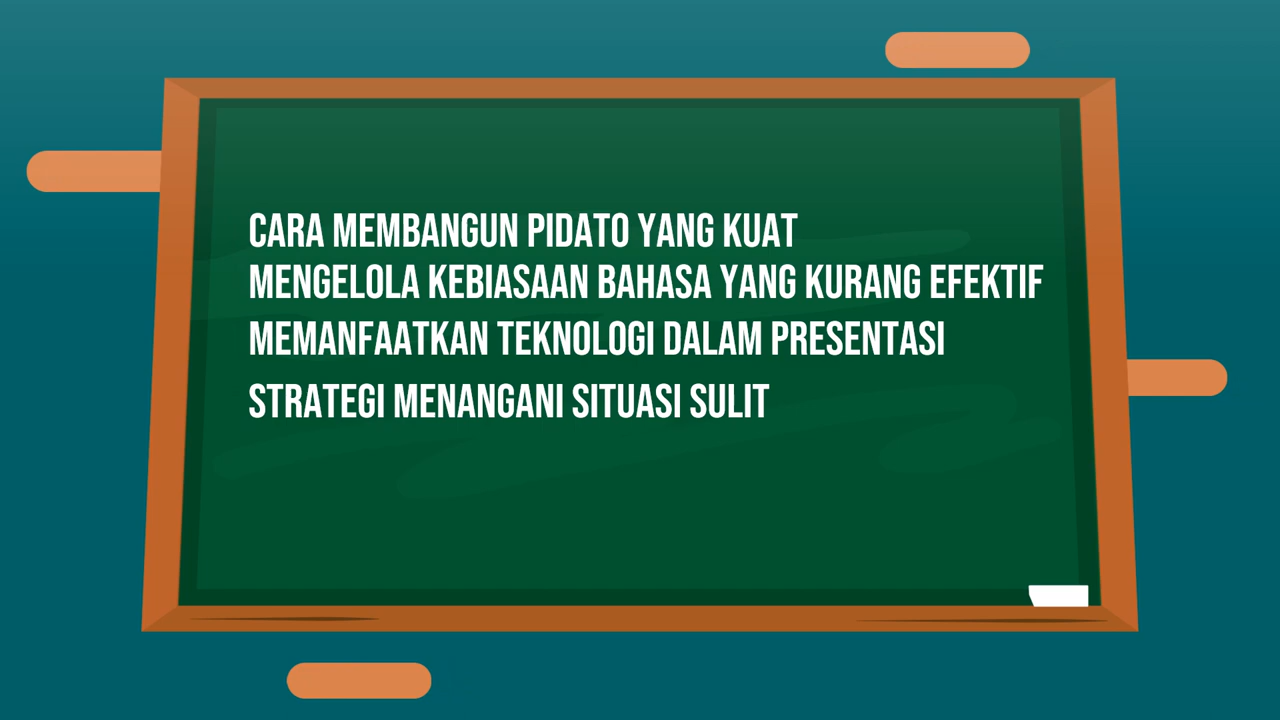 CARA MEMBANGUN PIDATO YANG KUAT
MENGELOLA KEBIASAAN BAHASA YANG KURANG EFEKTIF
MEMANFAATKAN TEKNOLOGI DALAM PRESENTASI
STRATEGI MENANGANI SITUASI SULIT